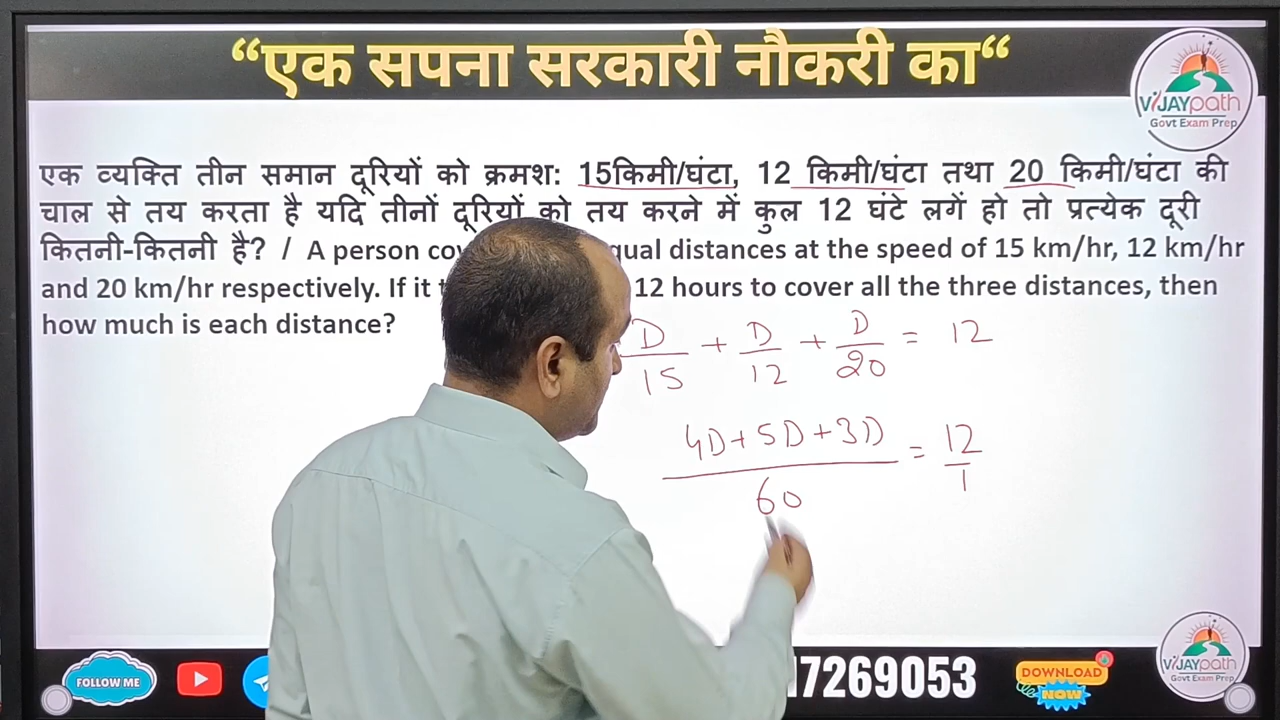 “एक सपना सरकारी नौकरी का“
ViJAYpath
Govt Exam Prep
एक व्यक्ति तीन समान दूरियों को क्रमश: 15किमी/घंटा, 12 किमी/घंटा तथा 20 किमी/घंटा की
चाल से तय करता है यदि तीनों दूरियों को तय करने में कुल 12 घंटे लगें हो तो प्रत्येक दूरी
कितनी-कितनी है? / A person qual distances at the speed of 15 km/hr, 12 km/hr
and 20 km/hr respectively. If it 12 hours to cover all the three distances, then
how much is each distance?
D/15 + D/12 + D/20 = 12
4D+5D+3D/60 = 12/1
FOLLOW ME
17269053
DOWNLOAD
NOW
ViJAYpath
Govt Exam Prep